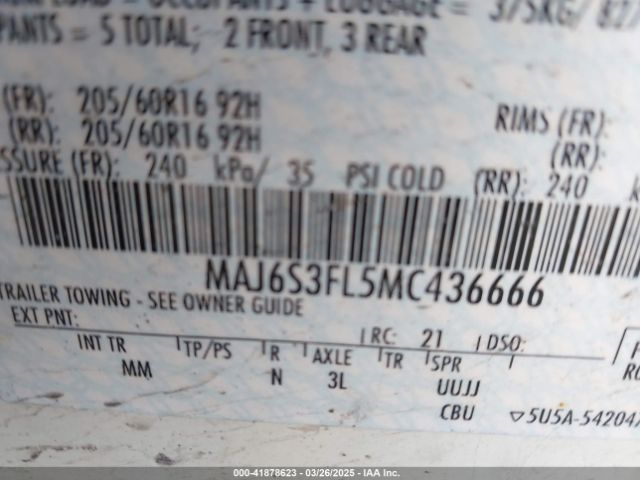 LUGGAGE = 375KG/ 827
PANTS = 5 TOTAL; 2 FRONT, 3 REAR
(FR): 205/60R16 92H RIMS (FR):
(RR): 205/60R16 92H (RR):
SSURE (FR): 240 kPa/ 35 PSI COLD (RR): 240
MAJ6S3FL5MC436666
TRAILER TOWING - SEE OWNER GUIDE
EXT PNT: RC: 21 DSO:
INT TR TP/PS R AXLE TR SPR
MM N 3L UUJJ
CBU 5U5A-54204
000-41878623 - 03/26/2025 - IAA Inc.